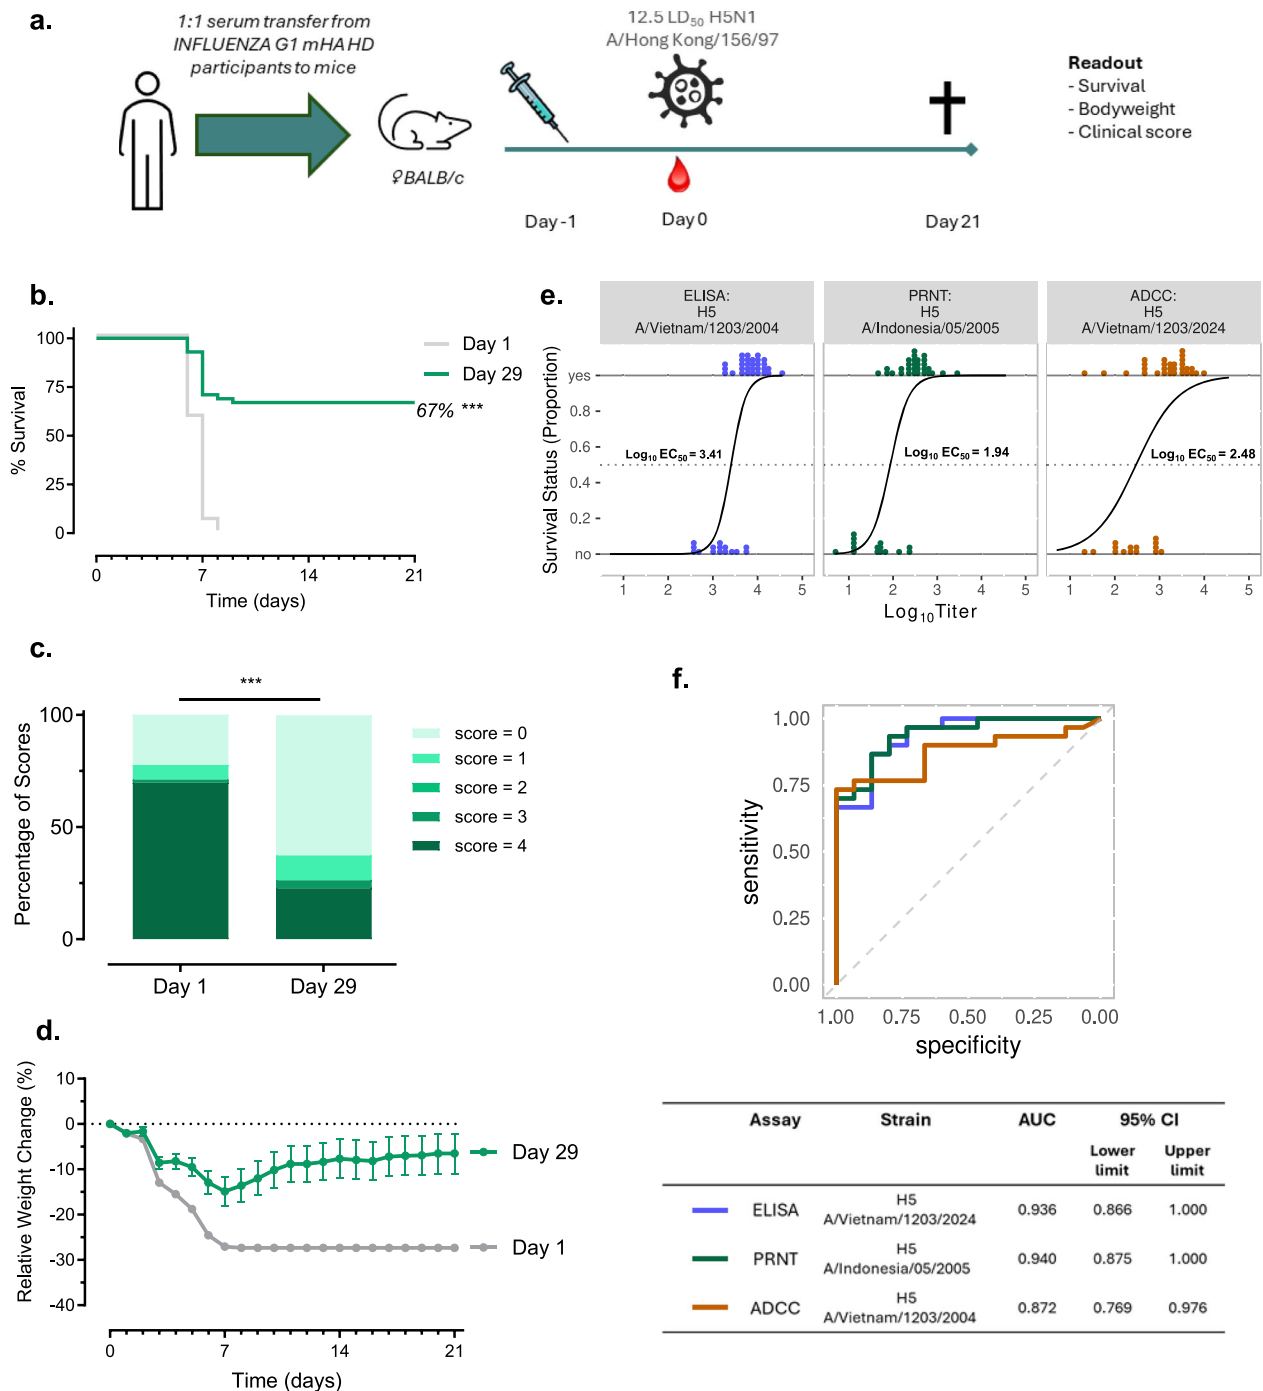 a.
1:1 serum transfer from
INFLUENZA G1 mHA HD
participants to mice
♀BALB/c
12.5 LD₅₀ H5N1
A/Hong Kong/156/97
Day -1
Day 0
Day 21
Readout
- Survival
- Bodyweight
- Clinical score
b.
% Survival
100
75
50
25
0
0
7
14
21
Time (days)
Day 1
Day 29
67% ***
c.
***
Percentage of Scores
100
50
0
Day 1
Day 29
score = 0
score = 1
score = 2
score = 3
score = 4
d.
Relative Weight Change (%)
10
0
-10
-20
-30
-40
0
7
14
21
Time (days)
Day 29
Day 1
e.
ELISA:
H5
A/Vietnam/1203/2004
PRNT:
H5
A/Indonesia/05/2005
ADCC:
H5
A/Vietnam/1203/2024
Survival Status (Proportion)
yes
0.8
0.6
0.4
0.2
no
Log₁₀ EC₅₀ = 3.41
Log₁₀ EC₅₀ = 1.94
Log₁₀ EC₅₀ = 2.48
1 2 3 4 5
1 2 3 4 5
1 2 3 4 5
Log₁₀Titer
f.
sensitivity
1.00
0.75
0.50
0.25
0.00
1.00 0.75 0.50 0.25 0.00
specificity
Assay Strain AUC 95% CI
Lower limit Upper limit
ELISA H5 A/Vietnam/1203/2024 0.936 0.866 1.000
PRNT H5 A/Indonesia/05/2005 0.940 0.875 1.000
ADCC H5 A/Vietnam/1203/2004 0.872 0.769 0.976